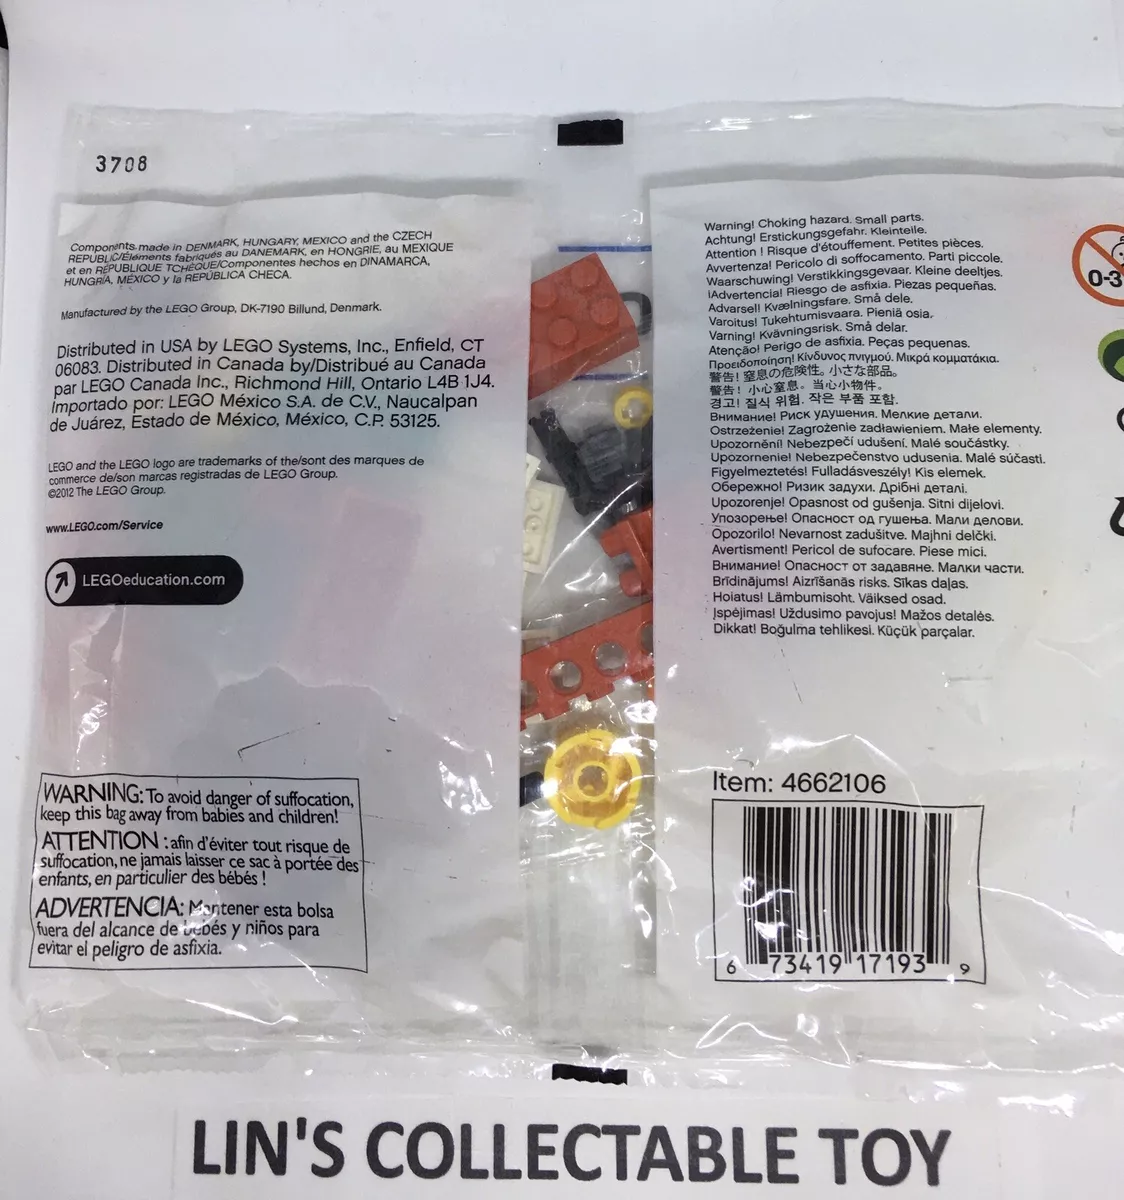 3708
Components made in DENMARK, HUNGARY, MEXICO and the CZECH
REPUBLIC/Éléments fabriqués au DANEMARK, en HONGRIE, au MEXIQUE
et en RÉPUBLIQUE TCHÈQUE/Componentes hechos en DINAMARCA,
HUNGRÍA, MÉXICO y la REPÚBLICA CHECA.
Manufactured by the LEGO Group, DK-7190 Billund, Denmark.
Distributed in USA by LEGO Systems, Inc., Enfield, CT
06083. Distributed in Canada by/Distribué au Canada
par LEGO Canada Inc., Richmond Hill, Ontario L4B 1J4.
Importado por: LEGO México S.A. de C.V., Naucalpan
de Juárez, Estado de México, México, C.P. 53125.
LEGO and the LEGO logo are trademarks of the/sont des marques de
commerce de/son marcas registradas de LEGO Group.
©2012 The LEGO Group.
www.LEGO.com/Service
LEGOeducation.com
WARNING: To avoid danger of suffocation,
keep this bag away from babies and children!
ATTENTION : afin d'éviter tout risque de
suffocation, ne jamais laisser ce sac à portée des
enfants, en particulier des bébés !
ADVERTENCIA: Mantener esta bolsa
fuera del alcance de bebés y niños para
evitar el peligro de asfixia.
Warning! Choking hazard. Small parts.
Achtung! Erstickungsgefahr. Kleinteile.
Attention ! Risque d'étouffement. Petites pièces.
Avvertenza! Pericolo di soffocamento. Parti piccole.
Waarschuwing! Verstikkingsgevaar. Kleine deeltjes.
¡Advertencia! Riesgo de asfixia. Piezas pequeñas.
Advarsel! Kvælningsfare. Små dele.
Varoitus! Tukehtumisvaara. Pieniä osia.
Varning! Kvävningsrisk. Små delar.
Atenção! Perigo de asfixia. Peças pequenas.
Προειδοποίηση! Κίνδυνος πνιγμού. Μικρά κομματάκια.
警告! 窒息の危険性。小さな部品。
警告! 小心窒息。当心小物件。
경고! 질식 위험. 작은 부품 포함.
Внимание! Риск удушения. Мелкие детали.
Ostrzeżenie! Zagrożenie zadławieniem. Małe elementy.
Upozornění! Nebezpečí udušení. Malé součástky.
Upozornenie! Nebezpečenstvo udusenia. Malé súčasti.
Figyelmeztetés! Fulladásveszély! Kis elemek.
Обережно! Ризик задухи. Дрібні деталі.
Upozorenje! Opasnost od gušenja. Sitni dijelovi.
Упозорење! Опасност од гушења. Мали делови.
Opozorilo! Nevarnost zadušitve. Majhni delčki.
Avertisment! Pericol de sufocare. Piese mici.
Внимание! Опасност от задавяне. Малки части.
Brīdinājums! Aizrīšanās risks. Sīkas daļas.
Hoiatus! Lämbumisoht. Väiksed osad.
Įspėjimas! Uždusimo pavojus! Mažos detalės.
Dikkat! Boğulma tehlikesi. Küçük parçalar.
0-3
Item: 4662106
6 73419 17193 9
LIN'S COLLECTABLE TOY